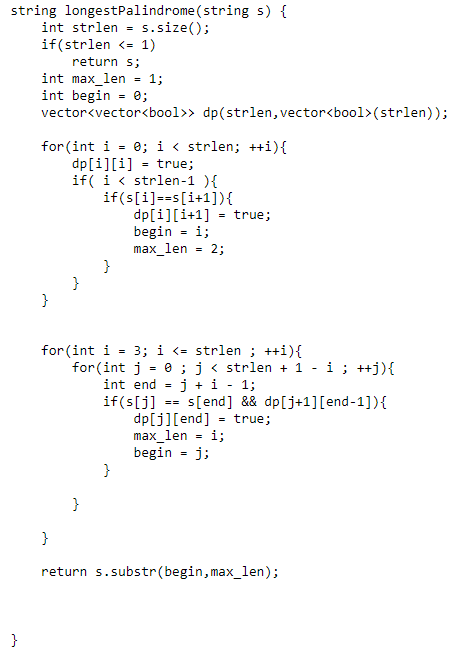 string longestPalindrome(string s) {
    int strlen = s.size();
    if(strlen <= 1)
        return s;
    int max_len = 1;
    int begin = 0;
    vector<vector<bool>> dp(strlen,vector<bool>(strlen));
    for(int i = 0; i < strlen; ++i){
        dp[i][i] = true;
        if( i < strlen-1 ){
            if(s[i]==s[i+1]){
                dp[i][i+1] = true;
                begin = i;
                max_len = 2;
            }
        }
    }
    for(int i = 3; i <= strlen ; ++i){
        for(int j = 0 ; j < strlen + 1 - i ; ++j){
            int end = j + i - 1;
            if(s[j] == s[end] && dp[j+1][end-1]){
                dp[j][end] = true;
                max_len = i;
                begin = j;
            }
        }
    }
    return s.substr(begin,max_len);
}